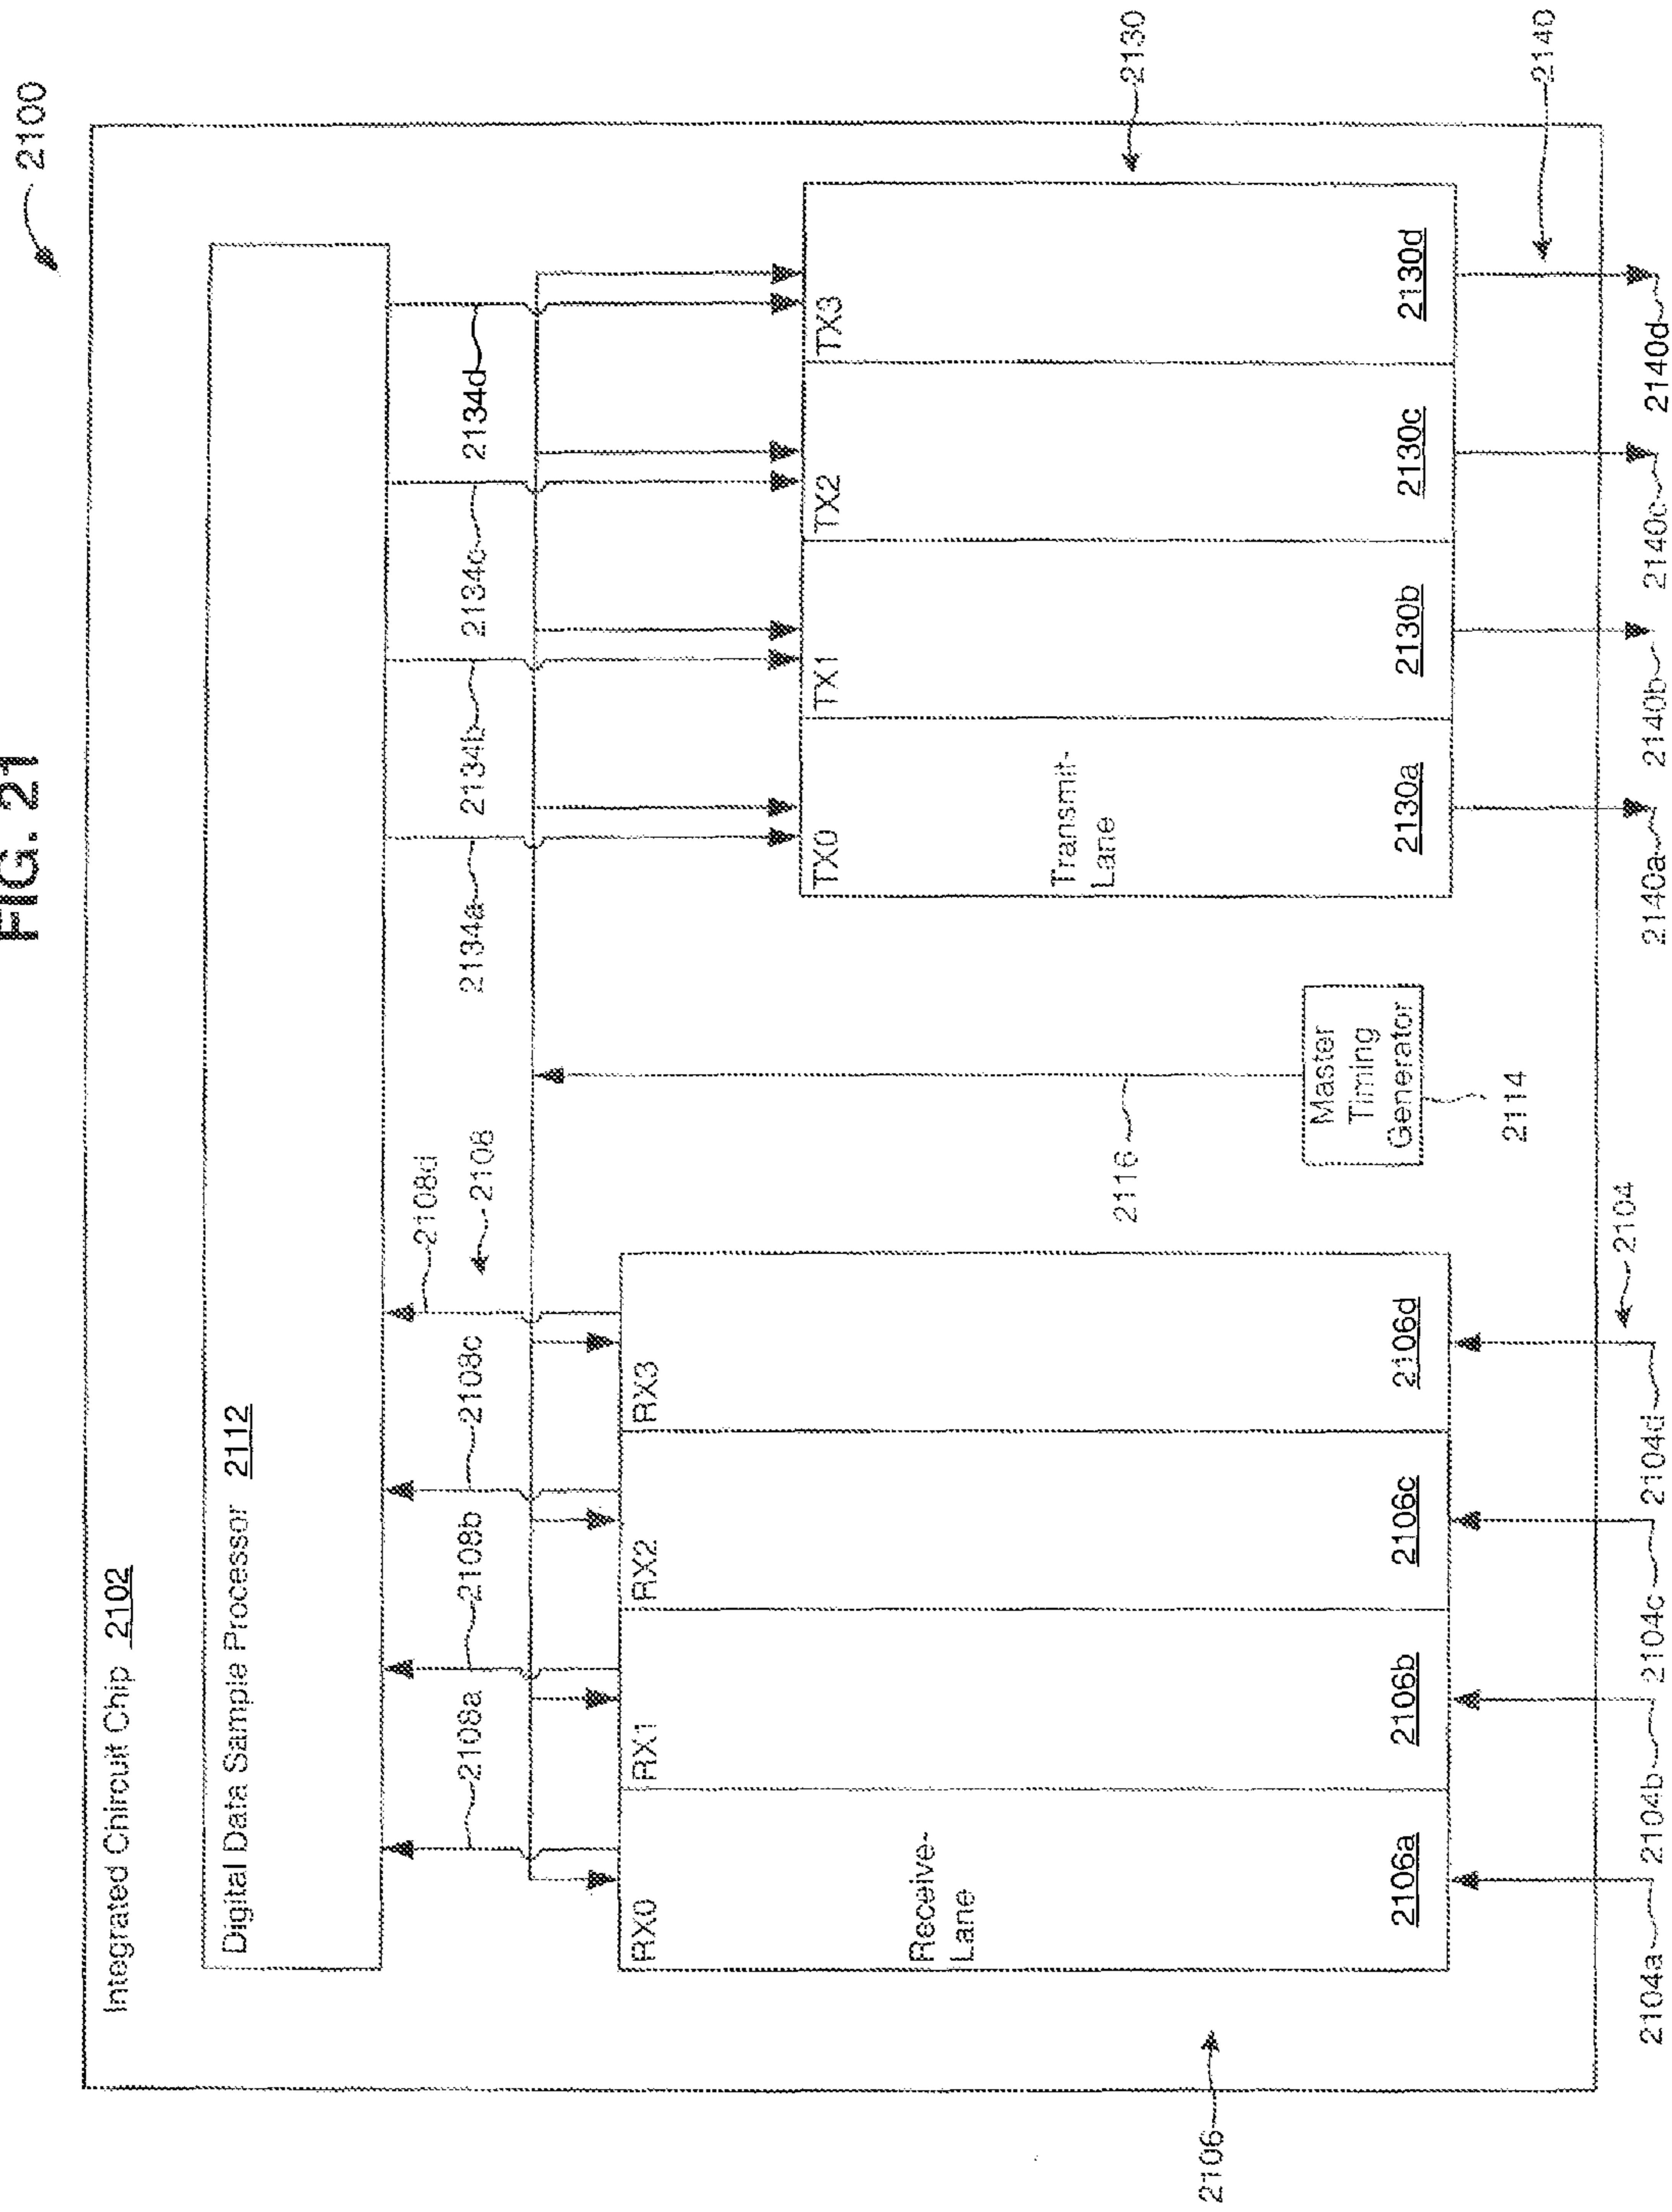 FIG. 21
2100
Integrated Chircuit Chip 2102
Digital Data Sample Processor 2112
2108a
2108b
2108c
2108d
2108
2134a
2134b
2134c
2134d
RX0
RX1
RX2
RX3
Receive-
Lane
2106a
2106b
2106c
2106d
2106
2116
Master
Timing
Generator
2114
TX0
TX1
TX2
TX3
Transmit-
Lane
2130a
2130b
2130c
2130d
2130
2104a
2104b
2104c
2104d
2104
2140a
2140b
2140c
2140d
2140